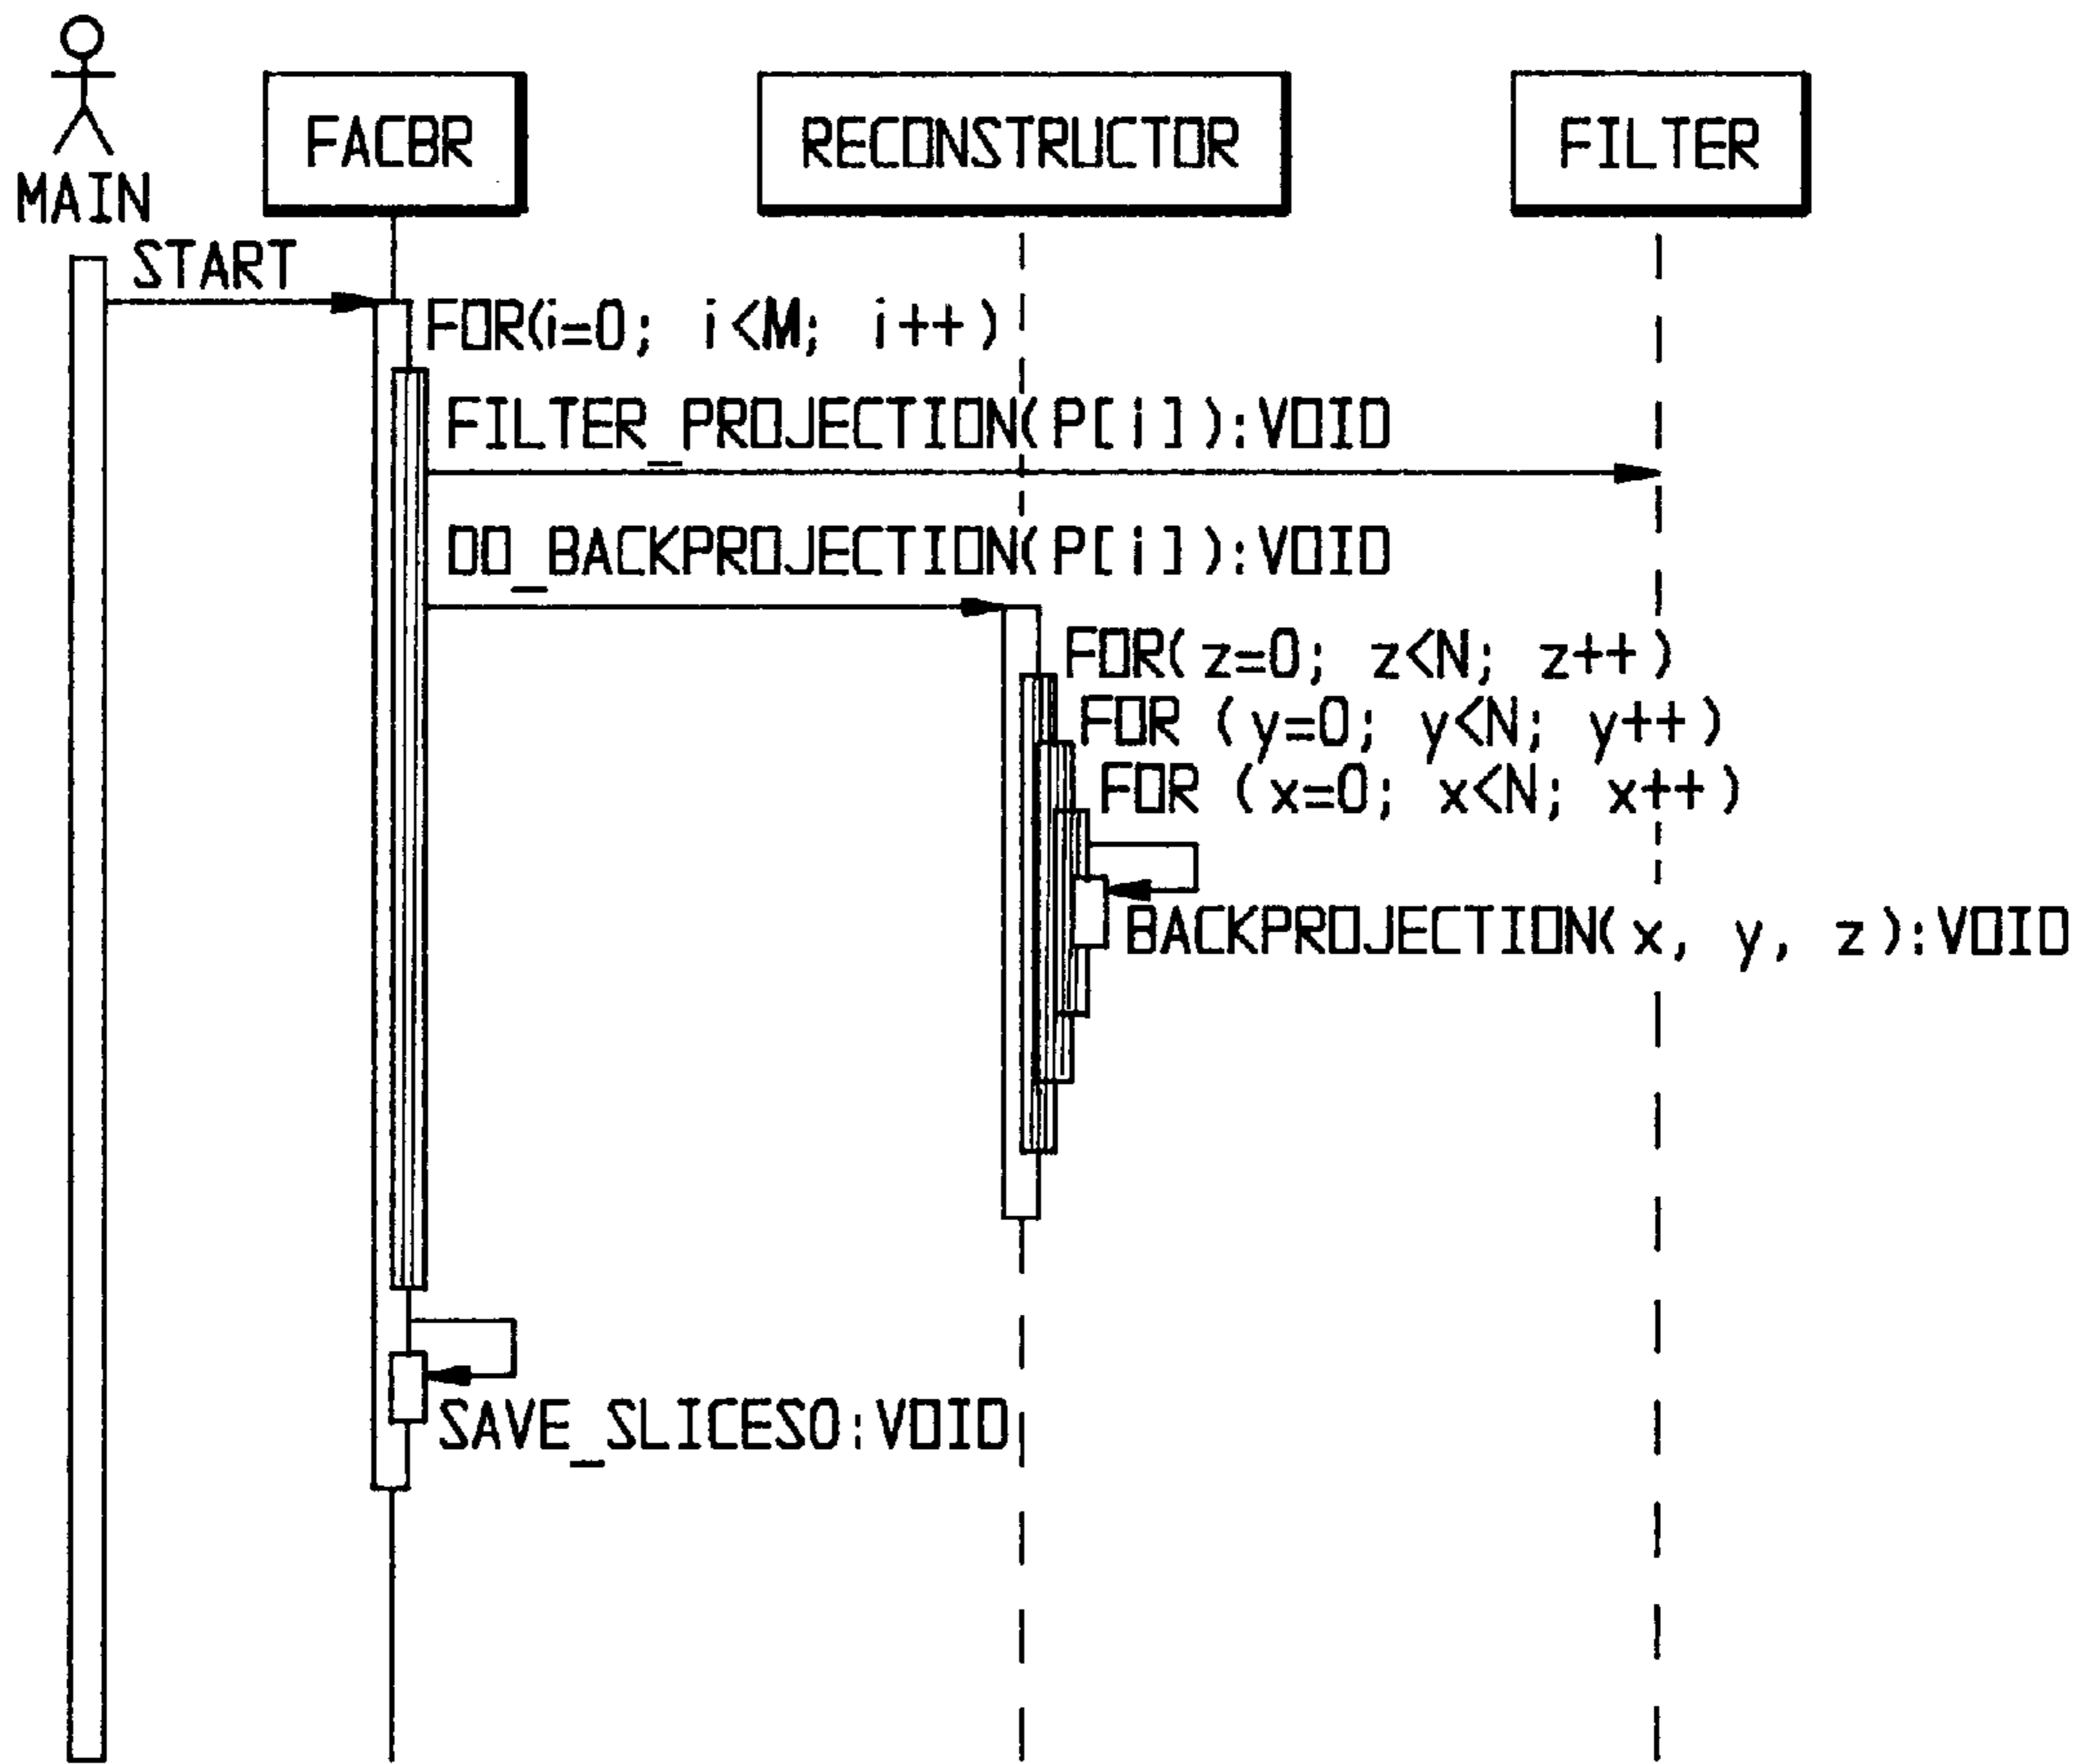 MAIN
FACBR
RECONSTRUCTOR
FILTER
START
FOR(i=0; i<M; i++)
FILTER_PROJECTION(P[i]):VOID
DO_BACKPROJECTION(P[i]):VOID
FOR(z=0; z<N; z++)
FOR (y=0; y<N; y++)
FOR (x=0; x<N; x++)
BACKPROJECTION(x, y, z):VOID
SAVE_SLICES():VOID